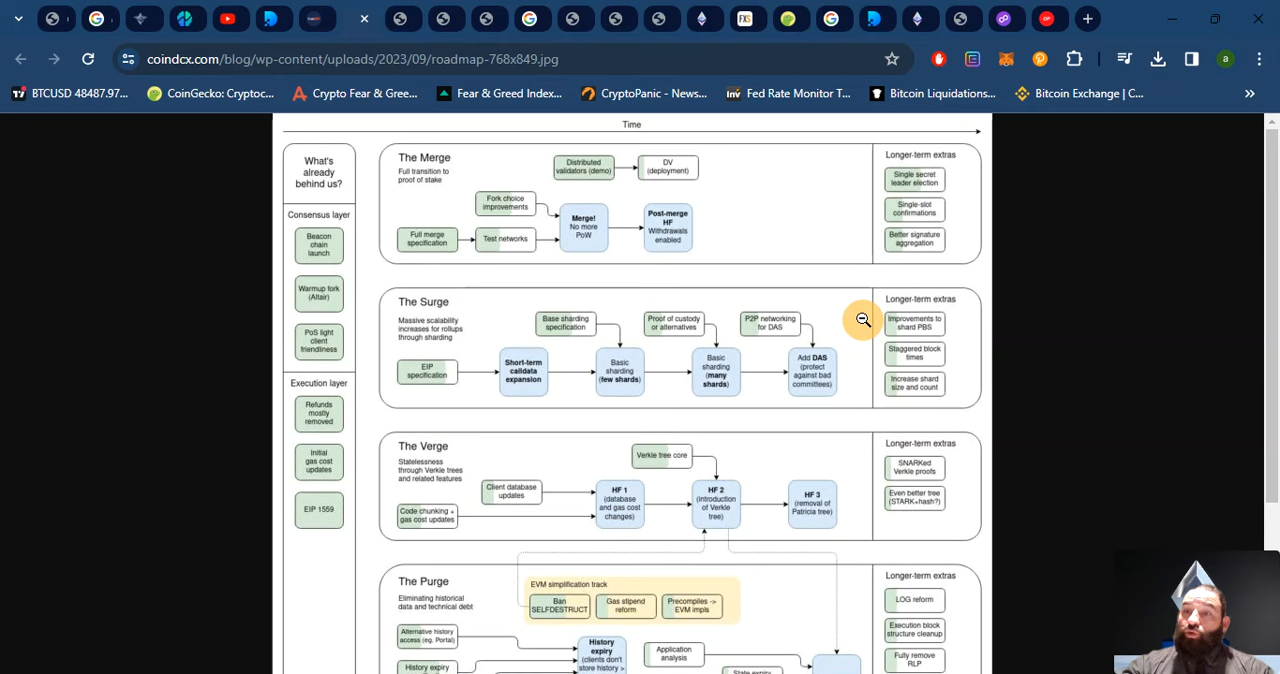 coindcx.com/blog/wp-content/uploads/2023/09/roadmap-768x849.jpg
BTCUSD 48487.97...
CoinGecko: Cryptoc...
Crypto Fear & Gree...
Fear & Greed Index...
CryptoPanic - News...
Fed Rate Monitor T...
Bitcoin Liquidations...
Bitcoin Exchange | C...
Time
What's
already
behind us?
Consensus layer
Beacon
chain
launch
Warmup fork
(Altair)
PoS light
client
friendliness
Execution layer
Refunds
mostly
removed
Initial
gas cost
updates
EIP 1559
The Merge
Full transition to
proof of stake
Distributed
validators (demo)
DV
(deployment)
Fork choice
improvements
Full merge
specification
Test networks
Merge!
No more
PoW
Post-merge
HF
Withdrawals
enabled
Longer-term extras
Single secret
leader election
Single-slot
confirmations
Better signature
aggregation
The Surge
Massive scalability
increases for rollups
through sharding
Base sharding
specification
Proof of custody
or alternatives
P2P networking
for DAS
EIP
specification
Short-term
calldata
expansion
Basic
sharding
(few shards)
Basic
sharding
(many
shards)
Add DAS
(protect
against bad
committees)
Longer-term extras
Improvements to
shard PBS
Staggered block
times
Increase shard
size and count
The Verge
Statelessness
through Verkle trees
and related features
Verkle tree core
Client database
updates
Code chunking +
gas cost updates
HF 1
(database
and gas cost
changes)
HF 2
(introduction
of Verkle
tree)
HF 3
(removal of
Patricia tree)
Longer-term extras
SNARKed
Verkle proofs
Even better tree
(STARK+hash?)
The Purge
Eliminating historical
data and technical debt
EVM simplification track
Ban
SELFDESTRUCT
Gas stipend
reform
Precompiles ->
EVM impls
Alternative history
access (eg. Portal)
History expiry
History
expiry
(clients don't
store history >
Application
analysis
State expiry
Longer-term extras
LOG reform
Execution block
structure cleanup
Fully remove
RLP